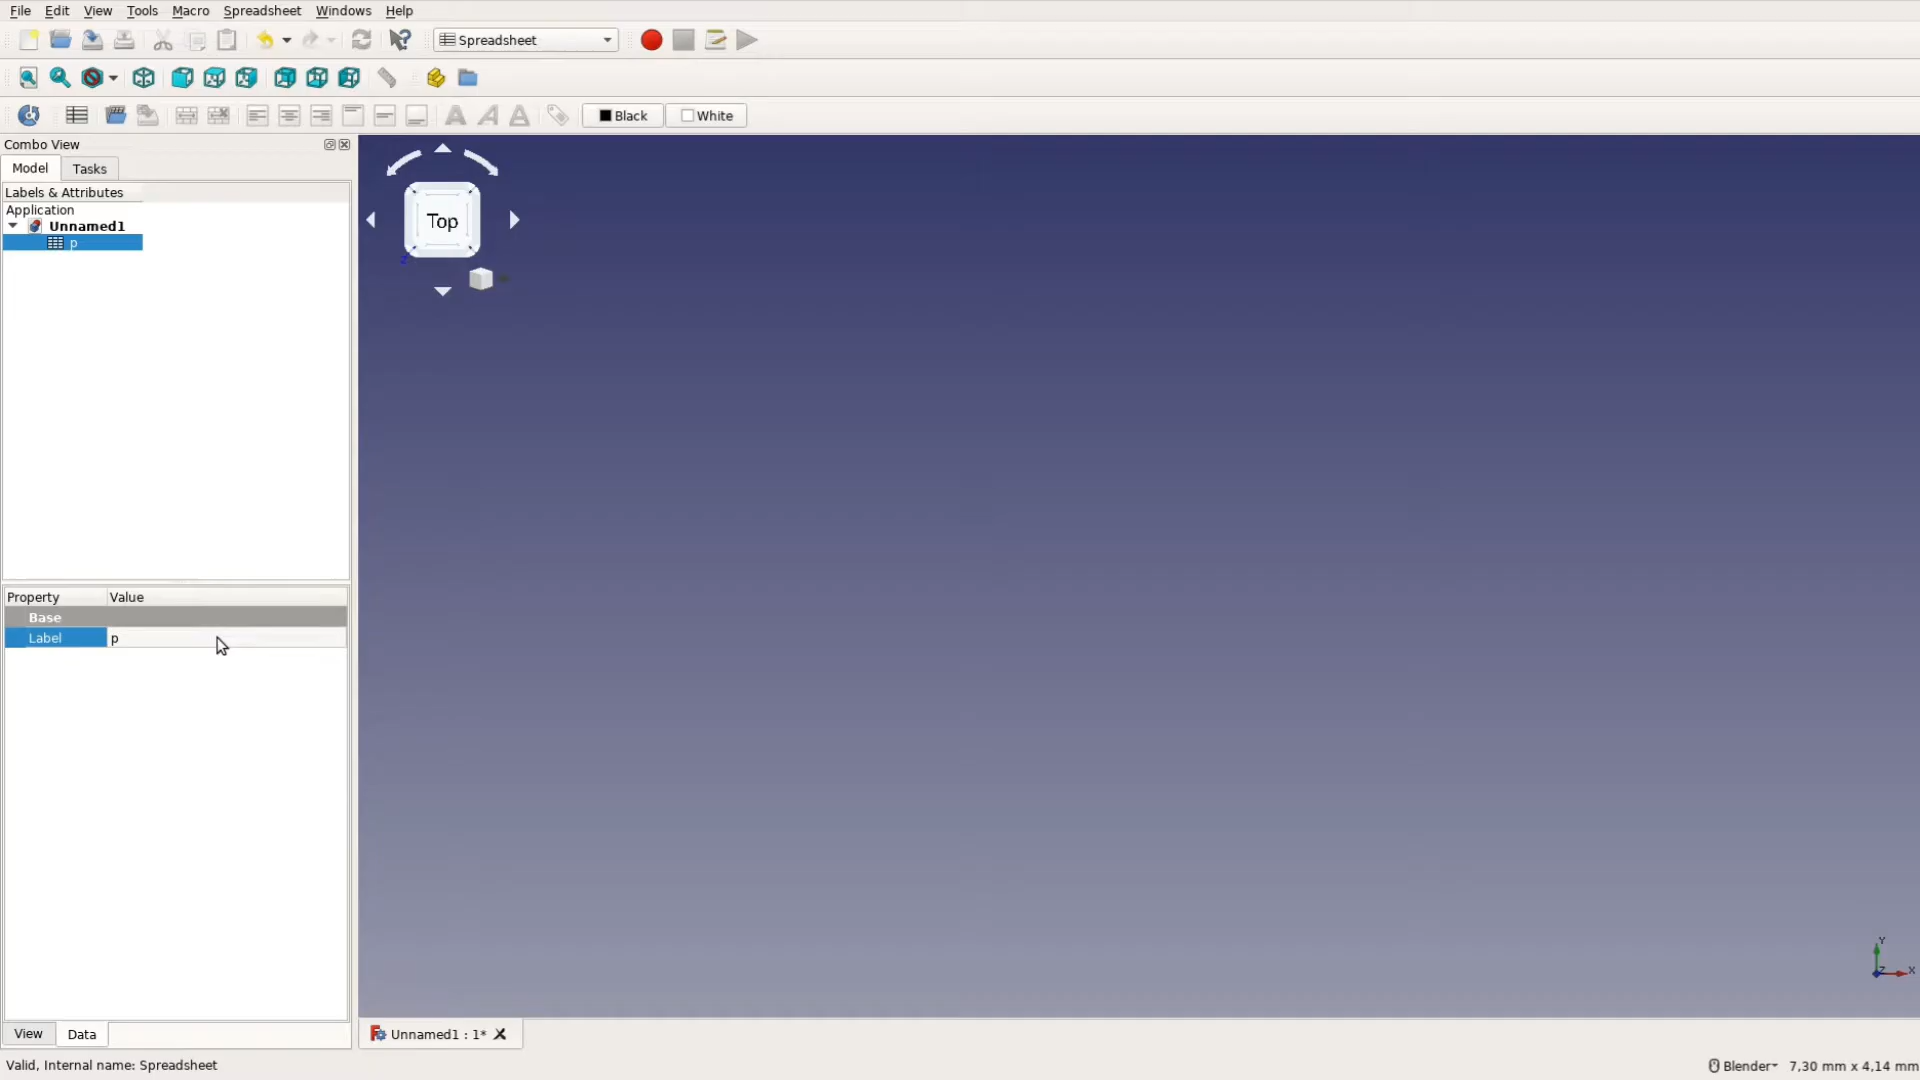 File Edit View Tools Macro Spreadsheet Windows Help
Spreadsheet
Black White
Combo View
Model Tasks
Labels & Attributes
Application
Unnamed1
p
Top
z
Property Value
Base
Label p
Y
Z X
View Data
Unnamed1 : 1*
Valid, Internal name: Spreadsheet
Blender 7,30 mm x 4,14 mm